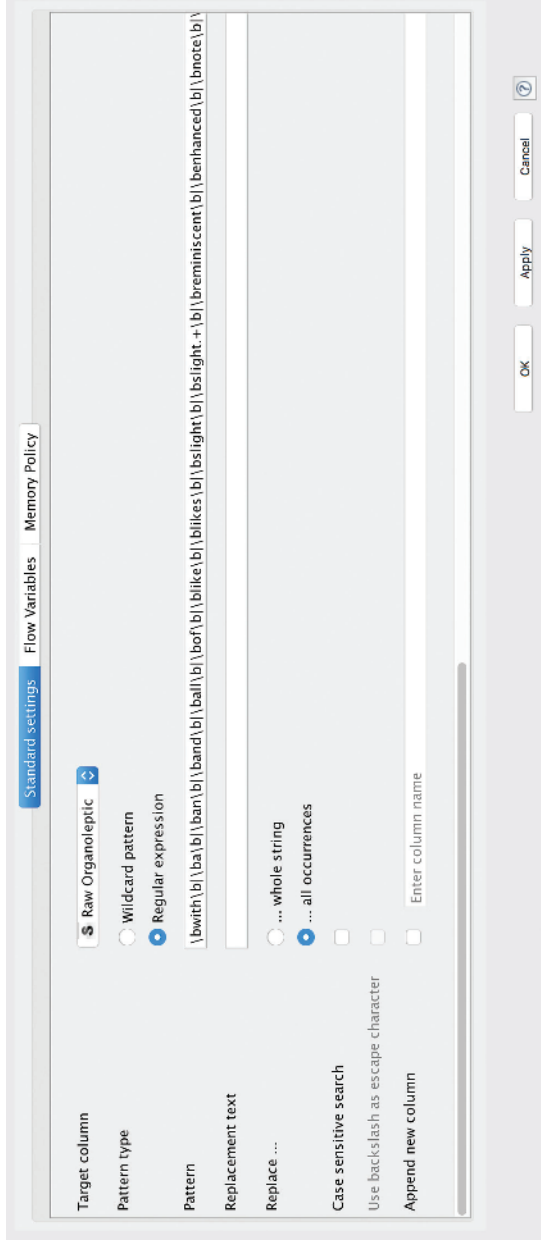 Standard settings Flow Variables Memory Policy
Target column S Raw Organoleptic
Pattern type Wildcard pattern
Regular expression
Pattern \bwith\b|\ba\b|\ban\b|\band\b|\ball\b|\bof\b|\blike\b|\blikes\b|\bslight\b|\bslight.+\b|\breminiscent\b|\benhanced\b|\bnote\b|\
Replacement text
Replace ... ... whole string
... all occurrences
Case sensitive search
Use backslash as escape character
Append new column Enter column name
OK Apply Cancel ?